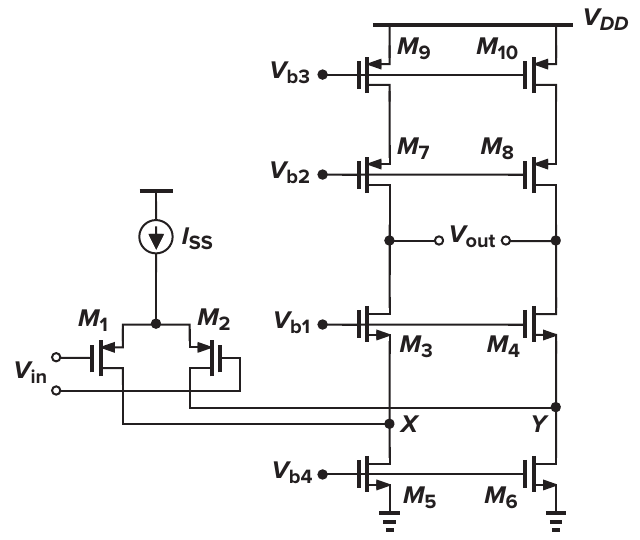 V_DD
M_9 M_10
V_b3
M_7 M_8
V_b2
I_SS
V_out
M_1 M_2
V_b1
M_3 M_4
V_in
X Y
V_b4
M_5 M_6